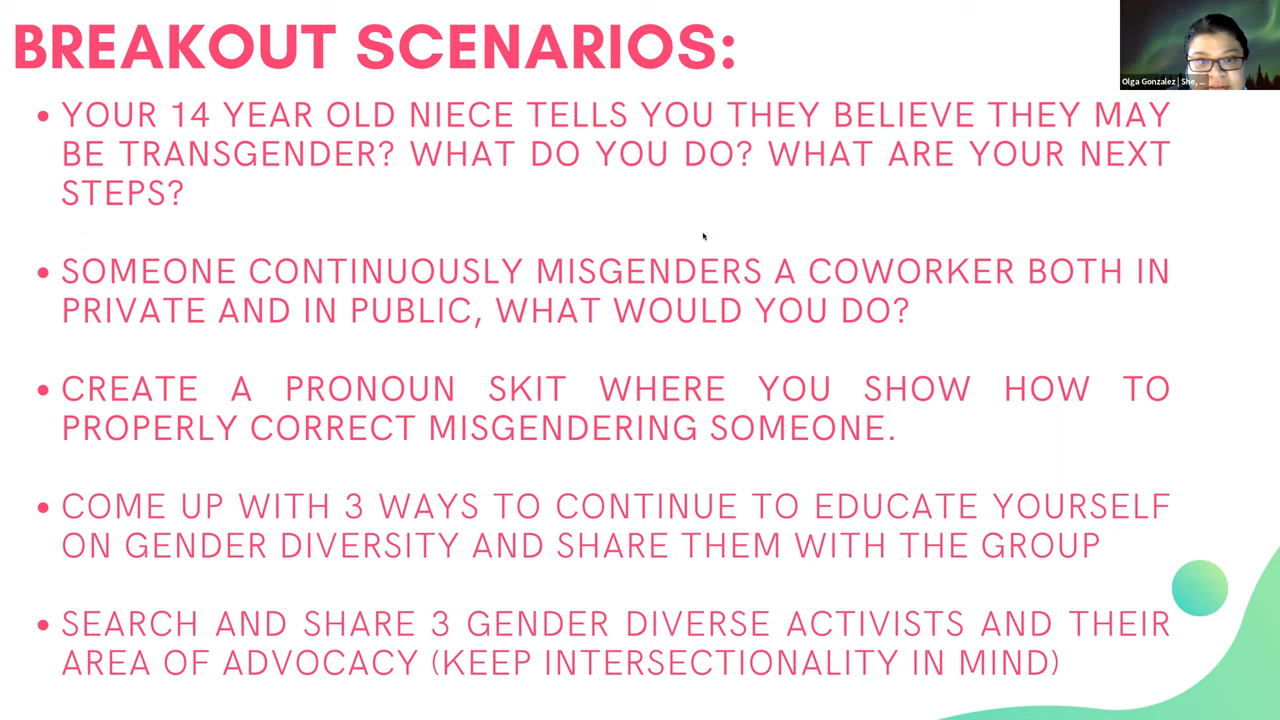 BREAKOUT SCENARIOS:
Olga Gonzalez | She, ...
• YOUR 14 YEAR OLD NIECE TELLS YOU THEY BELIEVE THEY MAY
BE TRANSGENDER? WHAT DO YOU DO? WHAT ARE YOUR NEXT
STEPS?
• SOMEONE CONTINUOUSLY MISGENDERS A COWORKER BOTH IN
PRIVATE AND IN PUBLIC, WHAT WOULD YOU DO?
• CREATE A PRONOUN SKIT WHERE YOU SHOW HOW TO
PROPERLY CORRECT MISGENDERING SOMEONE.
• COME UP WITH 3 WAYS TO CONTINUE TO EDUCATE YOURSELF
ON GENDER DIVERSITY AND SHARE THEM WITH THE GROUP
• SEARCH AND SHARE 3 GENDER DIVERSE ACTIVISTS AND THEIR
AREA OF ADVOCACY (KEEP INTERSECTIONALITY IN MIND)